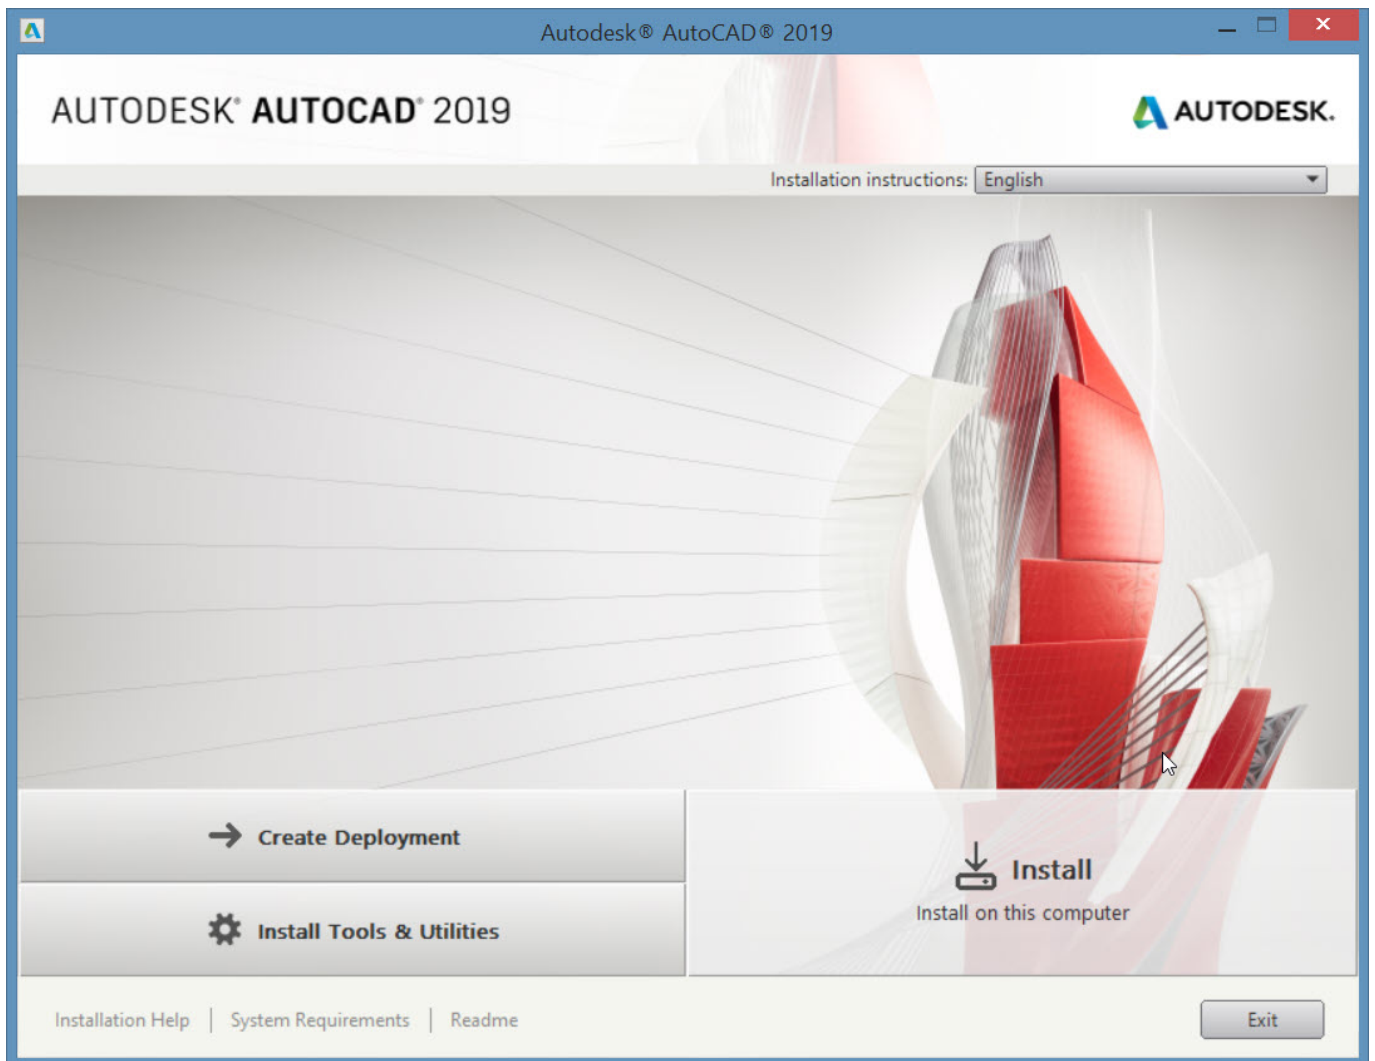 Autodesk® AutoCAD® 2019
AUTODESK® AUTOCAD® 2019
AUTODESK.
Installation instructions: English
Create Deployment
Install Tools & Utilities
Install
Install on this computer
Installation Help | System Requirements | Readme
Exit